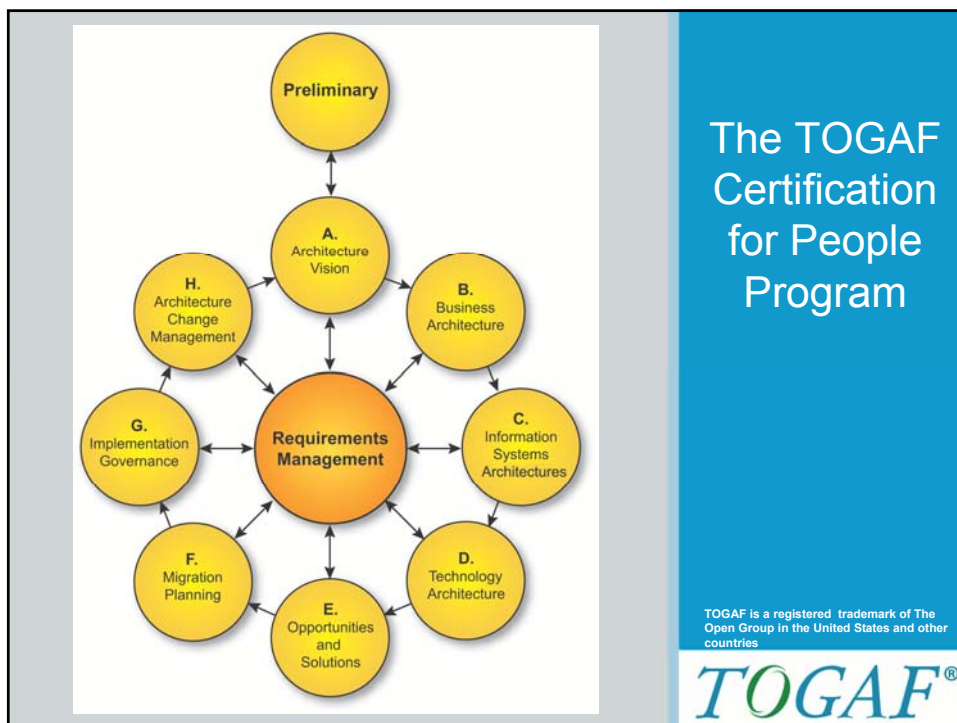 Preliminary
A.
Architecture
Vision
B.
Business
Architecture
C.
Information
Systems
Architectures
D.
Technology
Architecture
E.
Opportunities
and
Solutions
F.
Migration
Planning
G.
Implementation
Governance
H.
Architecture
Change
Management
Requirements
Management
The TOGAF
Certification
for People
Program
TOGAF is a registered trademark of The
Open Group in the United States and other
countries
TOGAF®